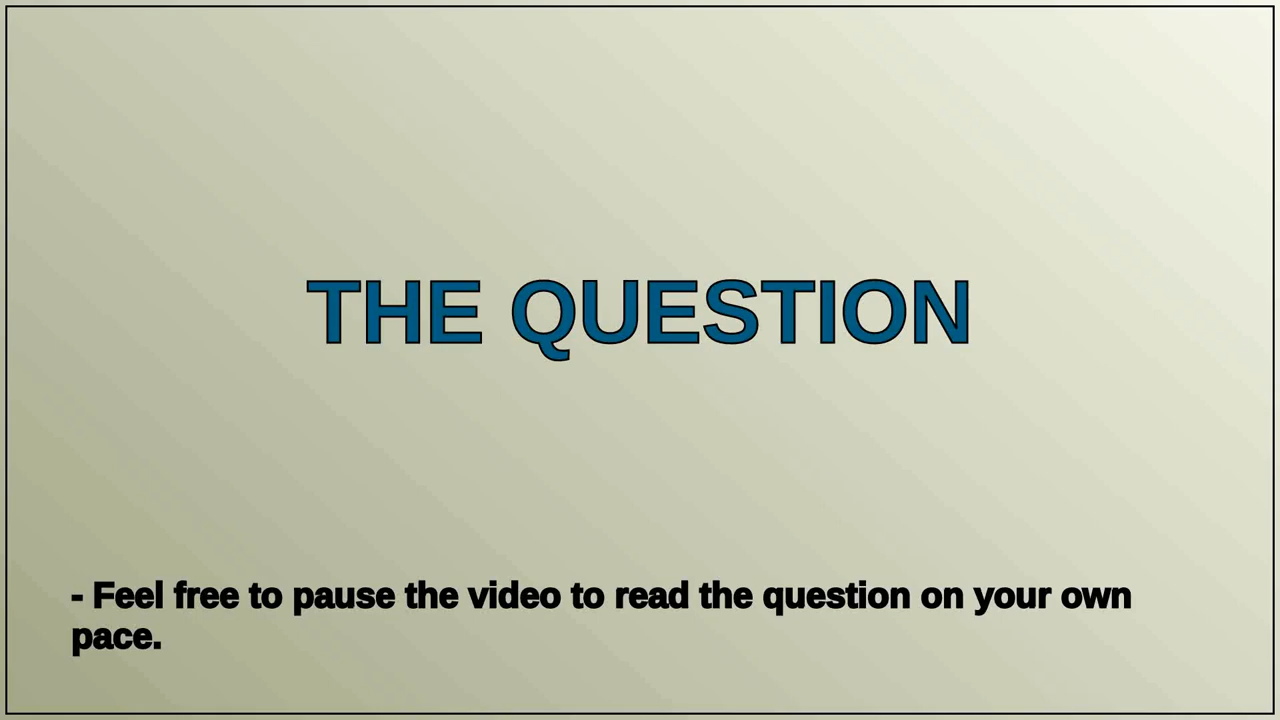 THE QUESTION
- Feel free to pause the video to read the question on your own
pace.